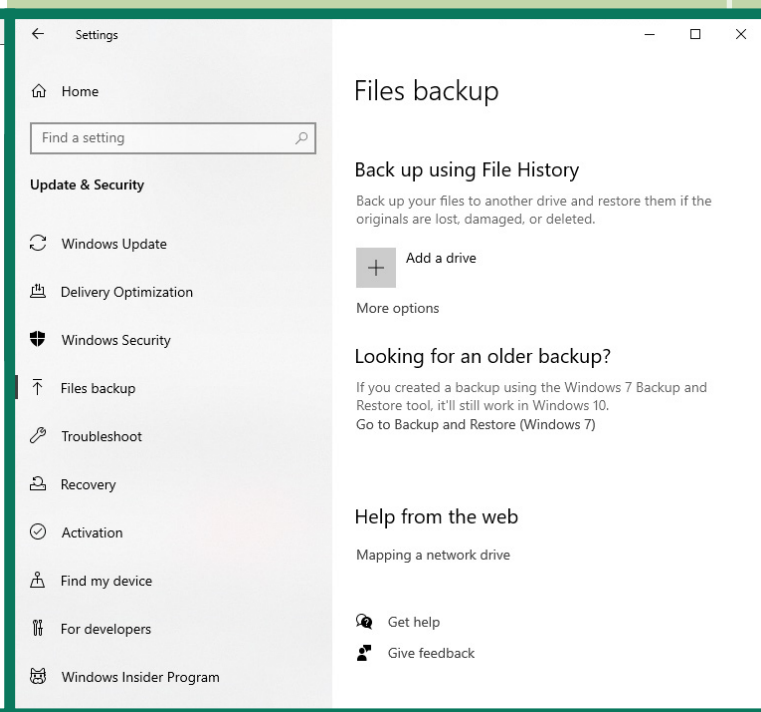 Settings
Home
Find a setting
Update & Security
Windows Update
Delivery Optimization
Windows Security
Files backup
Troubleshoot
Recovery
Activation
Find my device
For developers
Windows Insider Program
Files backup
Back up using File History
Back up your files to another drive and restore them if the
originals are lost, damaged, or deleted.
Add a drive
More options
Looking for an older backup?
If you created a backup using the Windows 7 Backup and
Restore tool, it'll still work in Windows 10.
Go to Backup and Restore (Windows 7)
Help from the web
Mapping a network drive
Get help
Give feedback